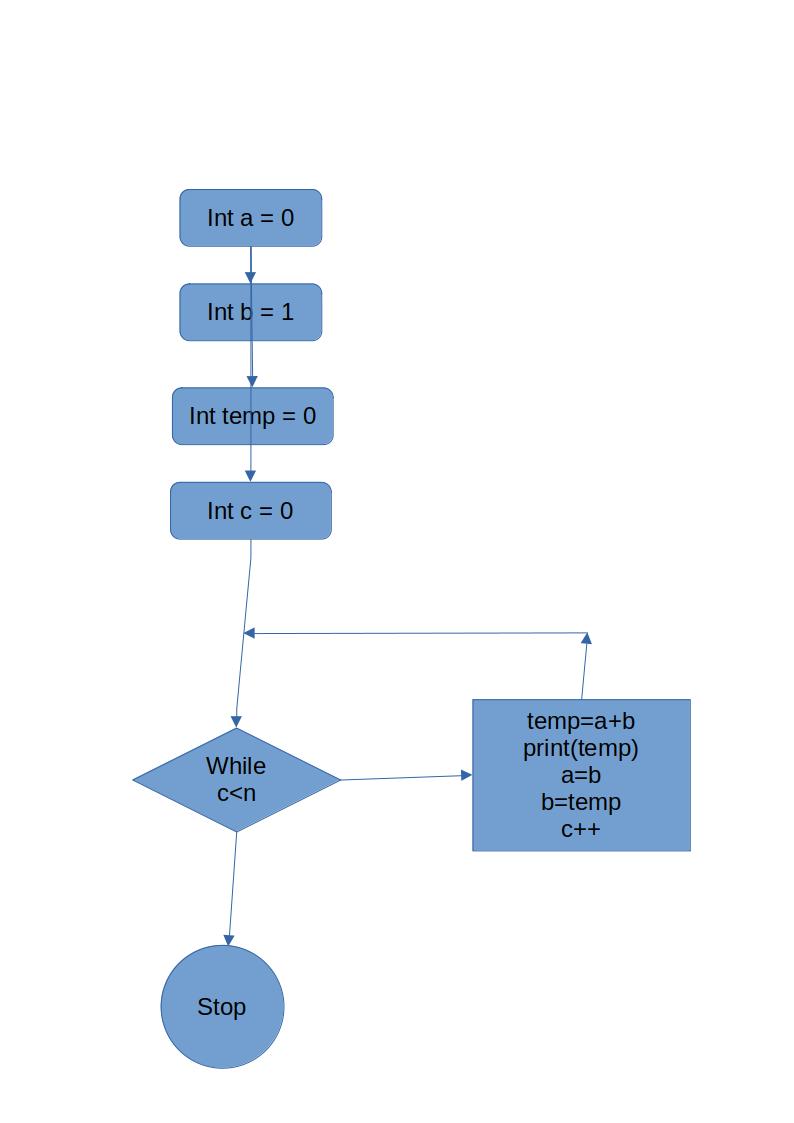 Int a = 0
Int b = 1
Int temp = 0
Int c = 0
While
c<n
temp=a+b
print(temp)
a=b
b=temp
c++
Stop